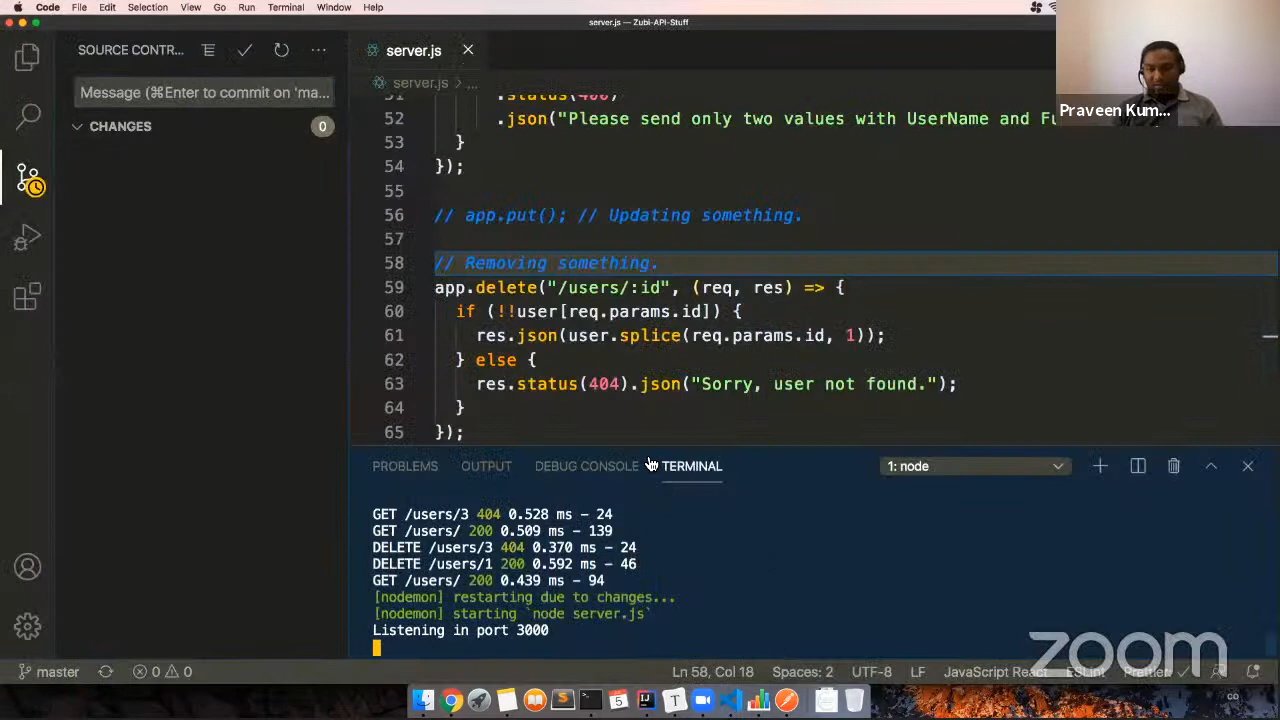 Code File Edit Selection View Go Run Terminal Window Help
server.js — Zubi-API-Stuff
SOURCE CONTR...
Message (⌘Enter to commit on 'ma...
CHANGES 0
server.js
server.js > ...
51 .status(400)
52 .json("Please send only two values with UserName and Fu
53 }
54 });
55
56 // app.put(); // Updating something.
57
58 // Removing something.
59 app.delete("/users/:id", (req, res) => {
60 if (!!user[req.params.id]) {
61 res.json(user.splice(req.params.id, 1));
62 } else {
63 res.status(404).json("Sorry, user not found.");
64 }
65 });
Praveen Kum...
PROBLEMS OUTPUT DEBUG CONSOLE TERMINAL 1: node
GET /users/3 404 0.528 ms - 24
GET /users/ 200 0.509 ms - 139
DELETE /users/3 404 0.370 ms - 24
DELETE /users/1 200 0.592 ms - 46
GET /users/ 200 0.439 ms - 94
[nodemon] restarting due to changes...
[nodemon] starting `node server.js`
Listening in port 3000
zoom
master 0 0 Ln 58, Col 18 Spaces: 2 UTF-8 LF JavaScript React ESLint Prettier
5